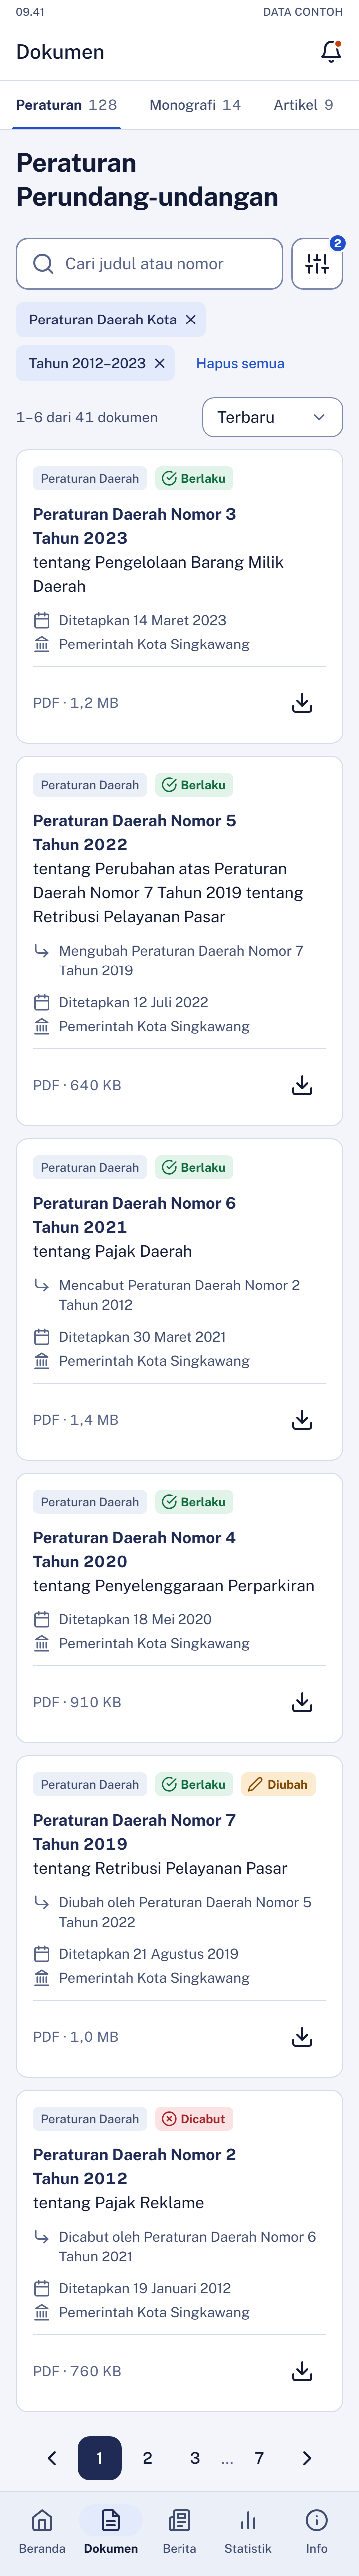 09.41 DATA CONTOH
Dokumen
Peraturan 128 Monografi 14 Artikel 9
Peraturan
Perundang-undangan
Cari judul atau nomor 2
Peraturan Daerah Kota
Tahun 2012–2023 Hapus semua
1–6 dari 41 dokumen Terbaru
Peraturan Daerah Berlaku
Peraturan Daerah Nomor 3
Tahun 2023
tentang Pengelolaan Barang Milik
Daerah
Ditetapkan 14 Maret 2023
Pemerintah Kota Singkawang
PDF · 1,2 MB
Peraturan Daerah Berlaku
Peraturan Daerah Nomor 5
Tahun 2022
tentang Perubahan atas Peraturan
Daerah Nomor 7 Tahun 2019 tentang
Retribusi Pelayanan Pasar
Mengubah Peraturan Daerah Nomor 7
Tahun 2019
Ditetapkan 12 Juli 2022
Pemerintah Kota Singkawang
PDF · 640 KB
Peraturan Daerah Berlaku
Peraturan Daerah Nomor 6
Tahun 2021
tentang Pajak Daerah
Mencabut Peraturan Daerah Nomor 2
Tahun 2012
Ditetapkan 30 Maret 2021
Pemerintah Kota Singkawang
PDF · 1,4 MB
Peraturan Daerah Berlaku
Peraturan Daerah Nomor 4
Tahun 2020
tentang Penyelenggaraan Perparkiran
Ditetapkan 18 Mei 2020
Pemerintah Kota Singkawang
PDF · 910 KB
Peraturan Daerah Berlaku Diubah
Peraturan Daerah Nomor 7
Tahun 2019
tentang Retribusi Pelayanan Pasar
Diubah oleh Peraturan Daerah Nomor 5
Tahun 2022
Ditetapkan 21 Agustus 2019
Pemerintah Kota Singkawang
PDF · 1,0 MB
Peraturan Daerah Dicabut
Peraturan Daerah Nomor 2
Tahun 2012
tentang Pajak Reklame
Dicabut oleh Peraturan Daerah Nomor 6
Tahun 2021
Ditetapkan 19 Januari 2012
Pemerintah Kota Singkawang
PDF · 760 KB
1 2 3 ... 7
Beranda Dokumen Berita Statistik Info